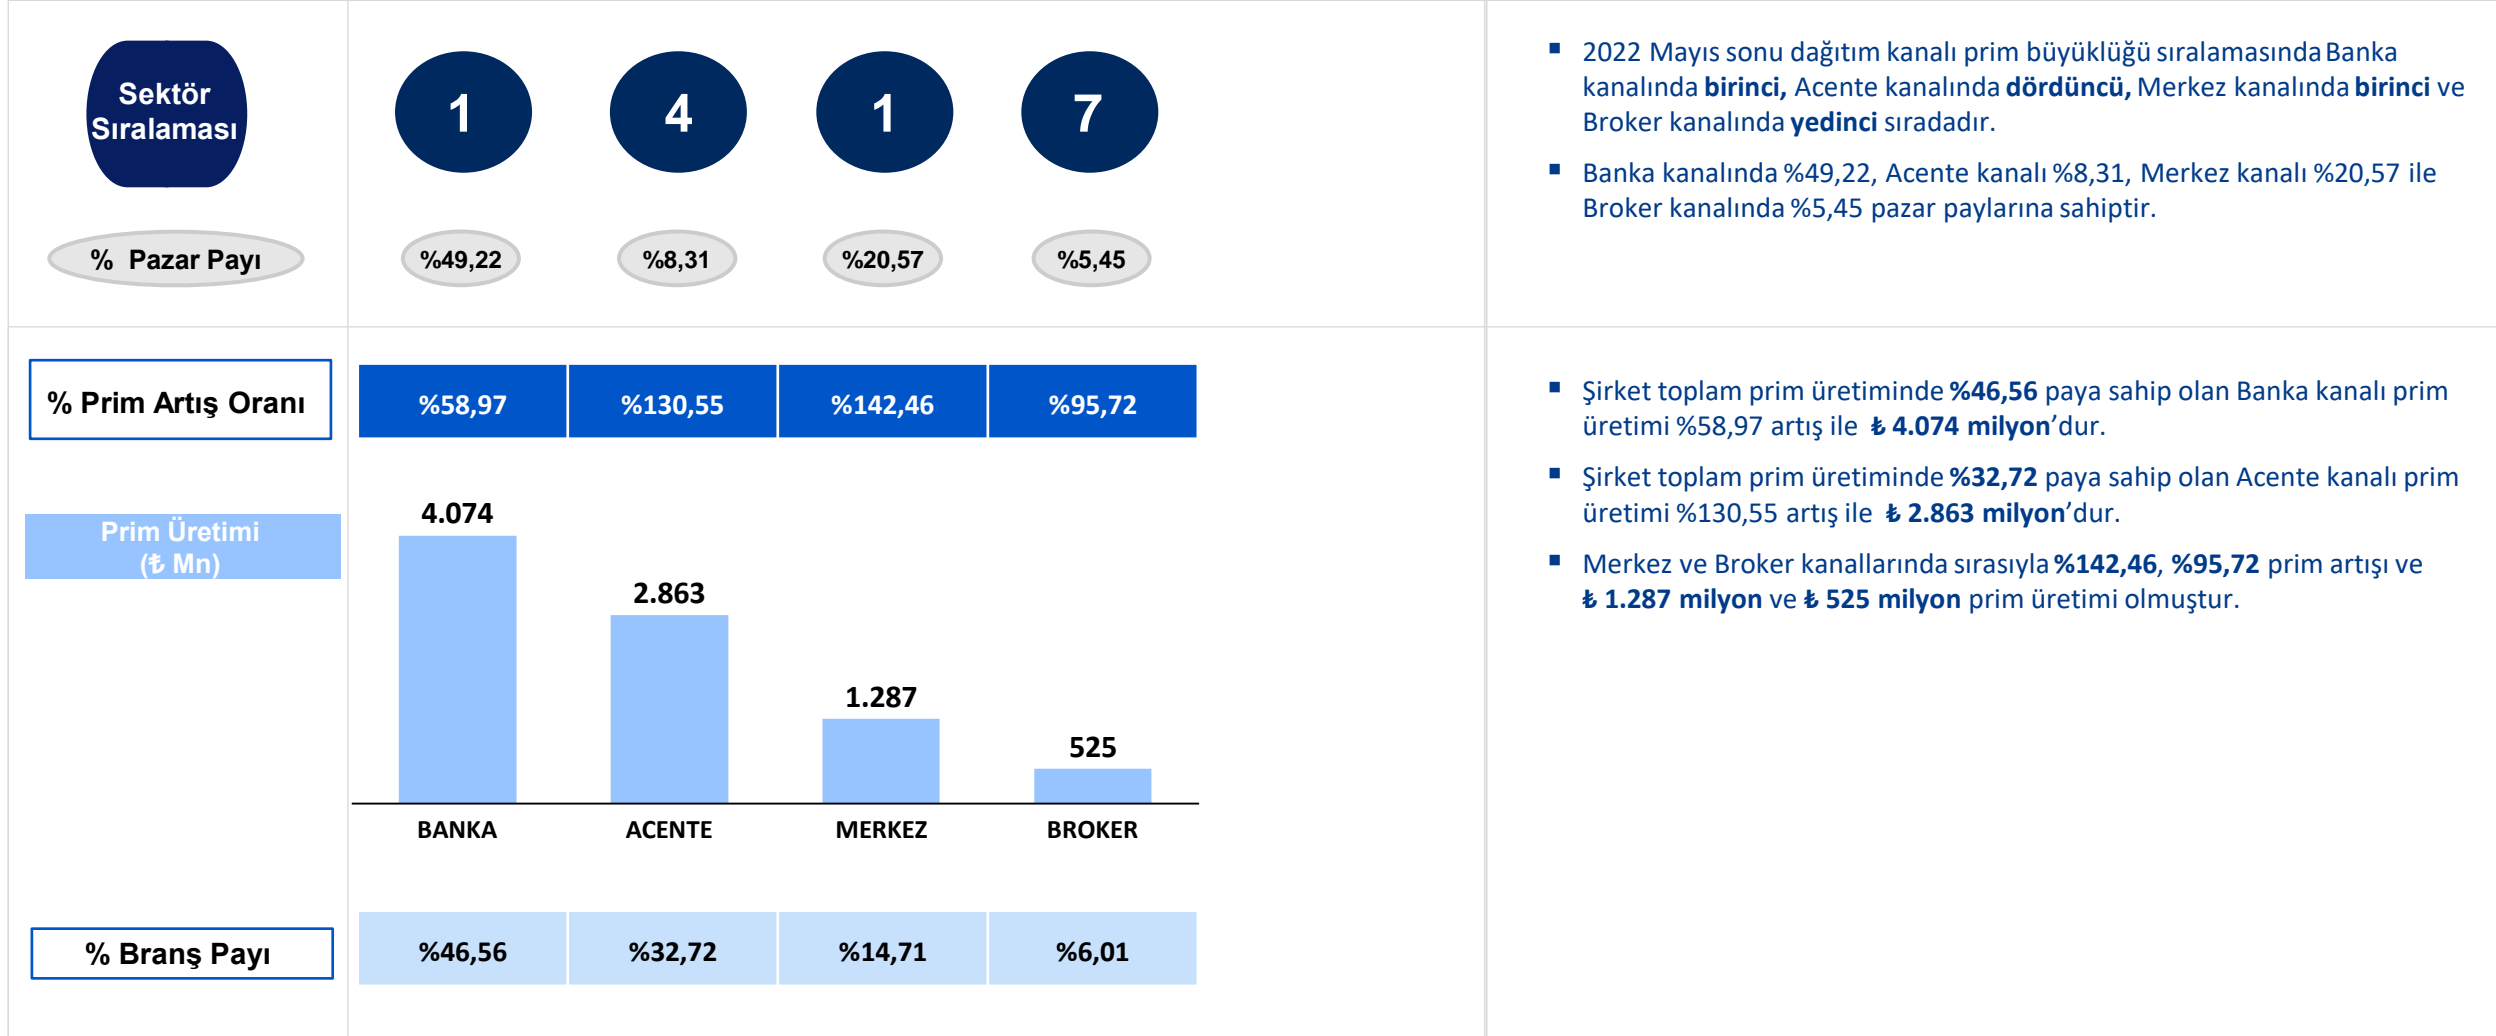 Sektör
Sıralaması
1
4
1
7
% Pazar Payı
%49,22
%8,31
%20,57
%5,45
▪ 2022 Mayıs sonu dağıtım kanalı prim büyüklüğü sıralamasında Banka
kanalında birinci, Acente kanalında dördüncü, Merkez kanalında birinci ve
Broker kanalında yedinci sıradadır.
▪ Banka kanalında %49,22, Acente kanalı %8,31, Merkez kanalı %20,57 ile
Broker kanalında %5,45 pazar paylarına sahiptir.
% Prim Artış Oranı
%58,97
%130,55
%142,46
%95,72
Prim Üretimi
(₺ Mn)
4.074
2.863
1.287
525
BANKA
ACENTE
MERKEZ
BROKER
% Branş Payı
%46,56
%32,72
%14,71
%6,01
▪ Şirket toplam prim üretiminde %46,56 paya sahip olan Banka kanalı prim
üretimi %58,97 artış ile ₺ 4.074 milyon’dur.
▪ Şirket toplam prim üretiminde %32,72 paya sahip olan Acente kanalı prim
üretimi %130,55 artış ile ₺ 2.863 milyon’dur.
▪ Merkez ve Broker kanallarında sırasıyla %142,46, %95,72 prim artışı ve
₺ 1.287 milyon ve ₺ 525 milyon prim üretimi olmuştur.